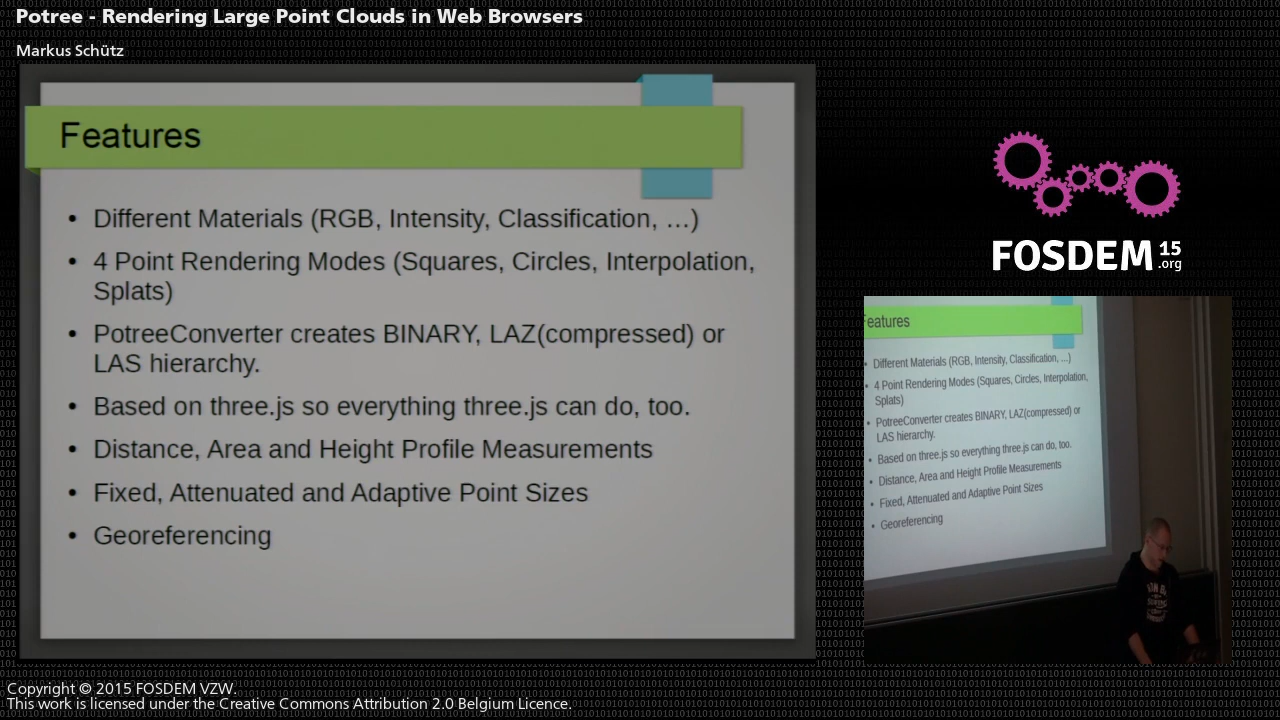 Potree - Rendering Large Point Clouds in Web Browsers
Markus Schütz
Features
• Different Materials (RGB, Intensity, Classification, …)
• 4 Point Rendering Modes (Squares, Circles, Interpolation,
Splats)
• PotreeConverter creates BINARY, LAZ(compressed) or
LAS hierarchy.
• Based on three.js so everything three.js can do, too.
• Distance, Area and Height Profile Measurements
• Fixed, Attenuated and Adaptive Point Sizes
• Georeferencing
FOSDEM 15
.org
Features
• Different Materials (RGB, Intensity, Classification, ...)
• 4 Point Rendering Modes (Squares, Circles, Interpolation,
Splats)
• PotreeConverter creates BINARY, LAZ(compressed) or
LAS hierarchy.
• Based on three.js so everything three.js can do, too.
• Distance, Area and Height Profile Measurements
• Fixed, Attenuated and Adaptive Point Sizes
• Georeferencing
Copyright © 2015 FOSDEM VZW.
This work is licensed under the Creative Commons Attribution 2.0 Belgium Licence.